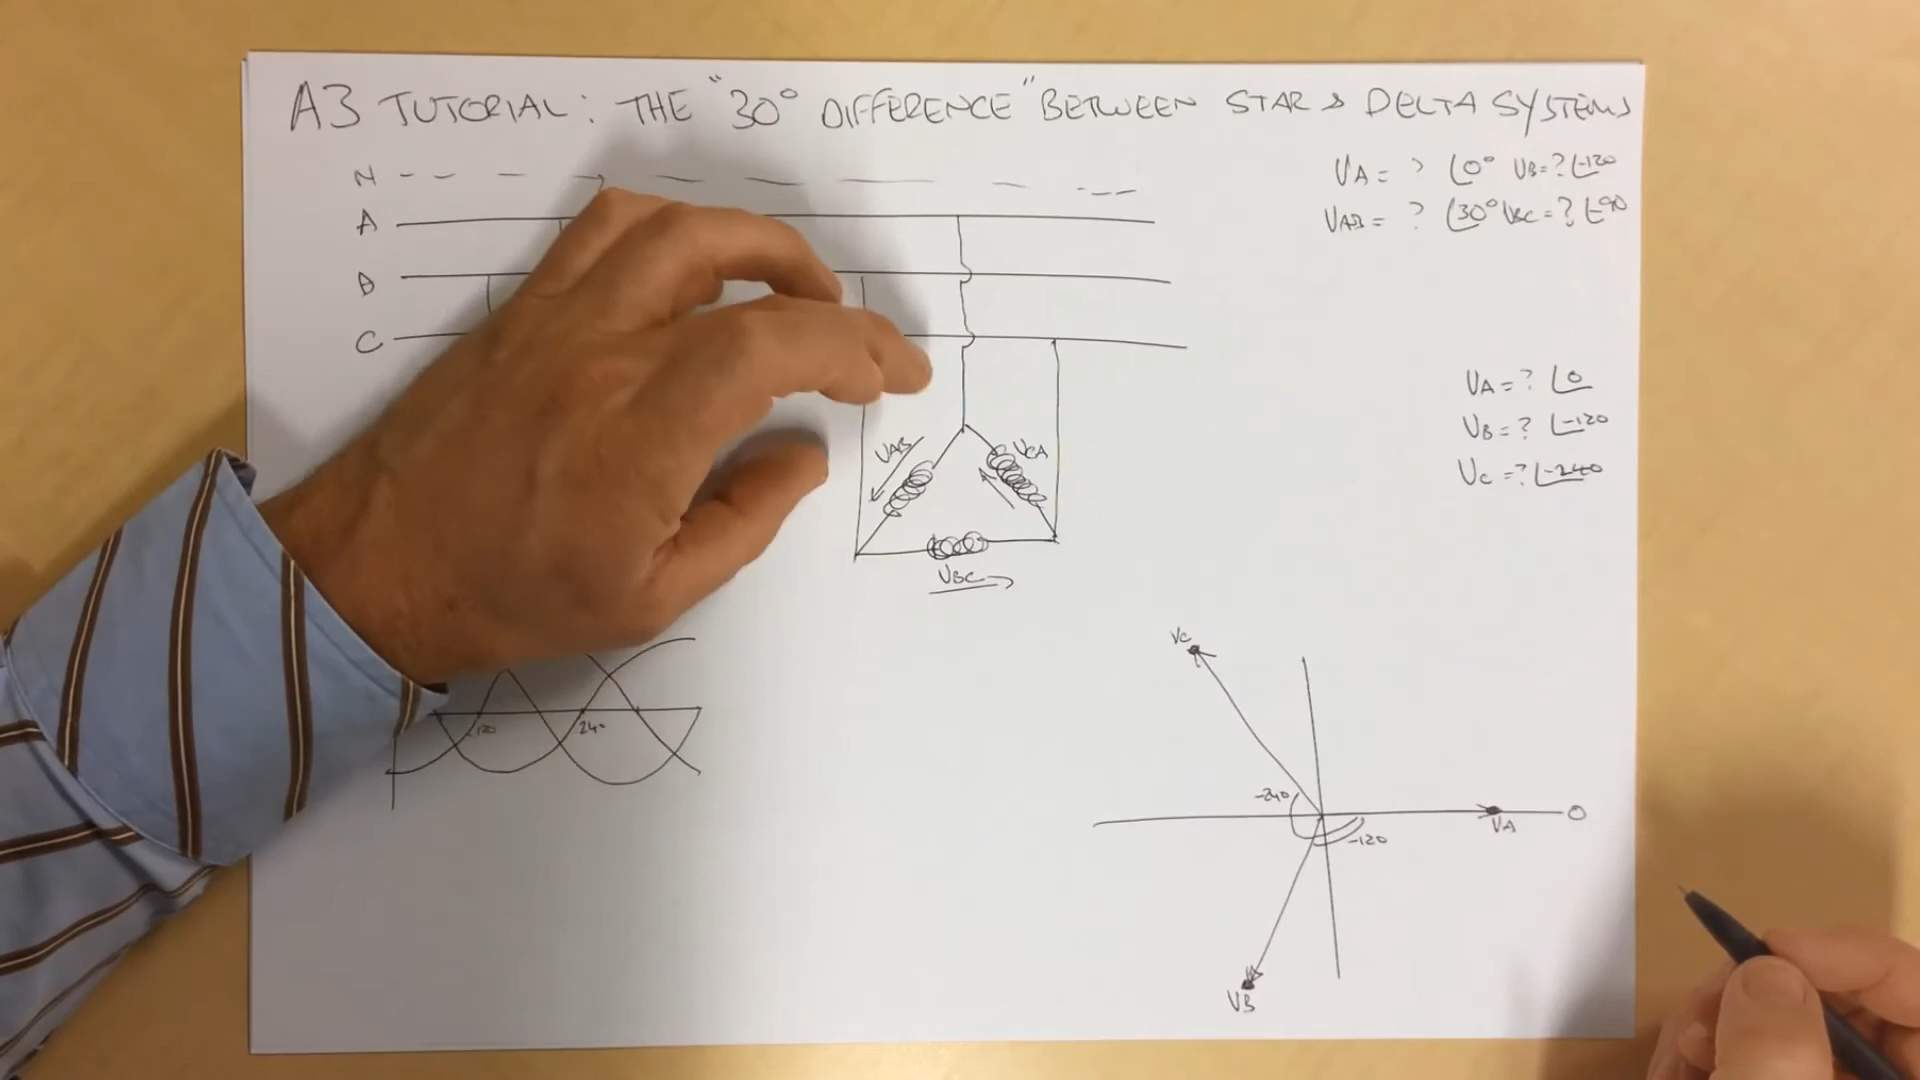 A3 TUTORIAL: THE "30° DIFFERENCE" BETWEEN STAR & DELTA SYSTEMS
N
A
B
C
VA = ? ∠0° VB = ? ∠-120
VAB = ? ∠30° VBC = ? ∠-90
VA = ? ∠0
VB = ? ∠-120
VC = ? ∠-240
VAB
VCA
VBC
120
240
VC
-240
VA
0
-120
VB